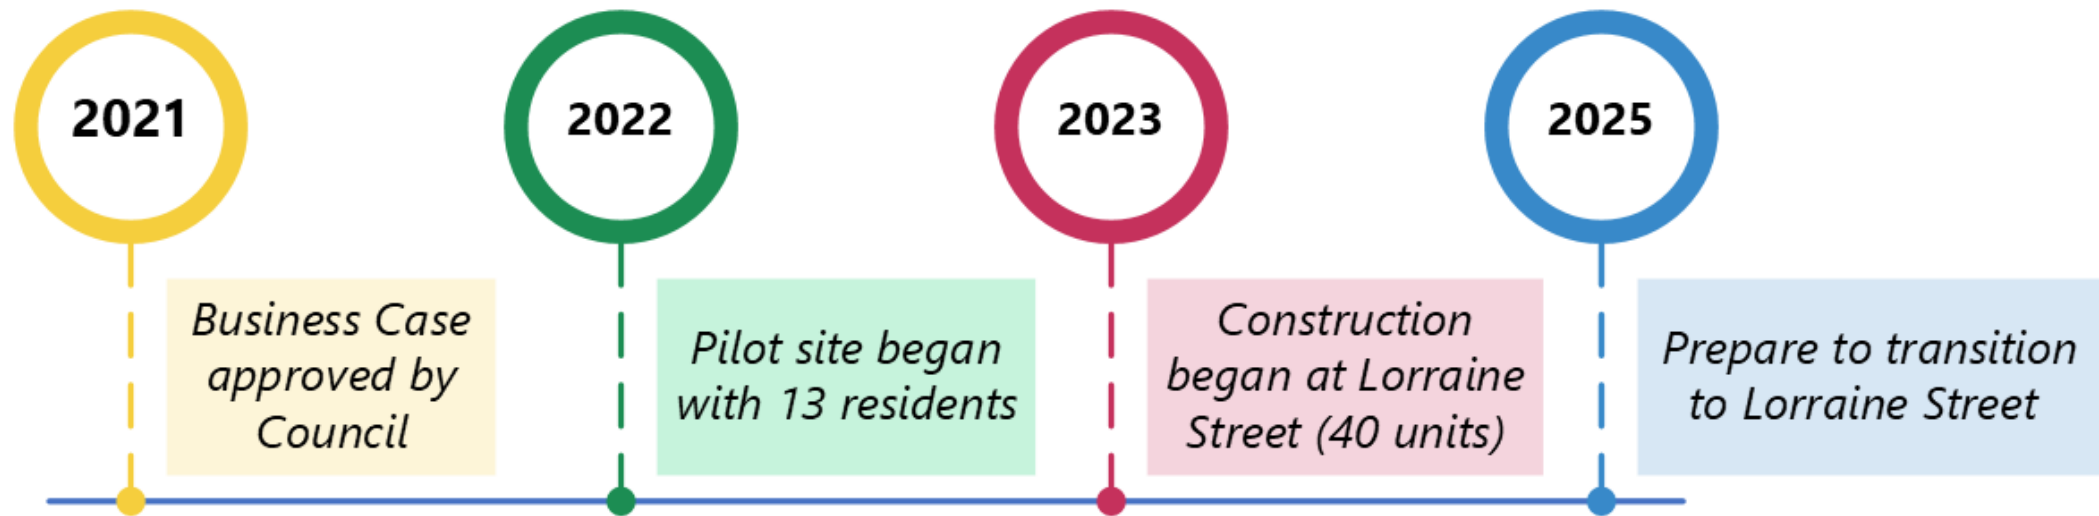 2021
Business Case
approved by
Council
2022
Pilot site began
with 13 residents
2023
Construction
began at Lorraine
Street (40 units)
2025
Prepare to transition
to Lorraine Street